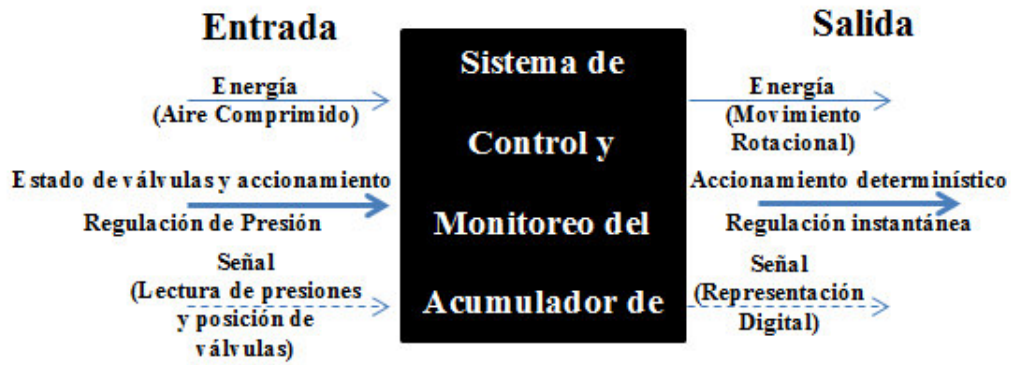 Entrada
Energía
(Aire Comprimido)
Estado de válvulas y accionamiento
Regulación de Presión
Señal
(Lectura de presiones
y posición de
válvulas)
Sistema de
Control y
Monitoreo del
Acumulador de
Salida
Energía
(Movimiento
Rotacional)
Accionamiento determinístico
Regulación instantánea
Señal
(Representación
Digital)